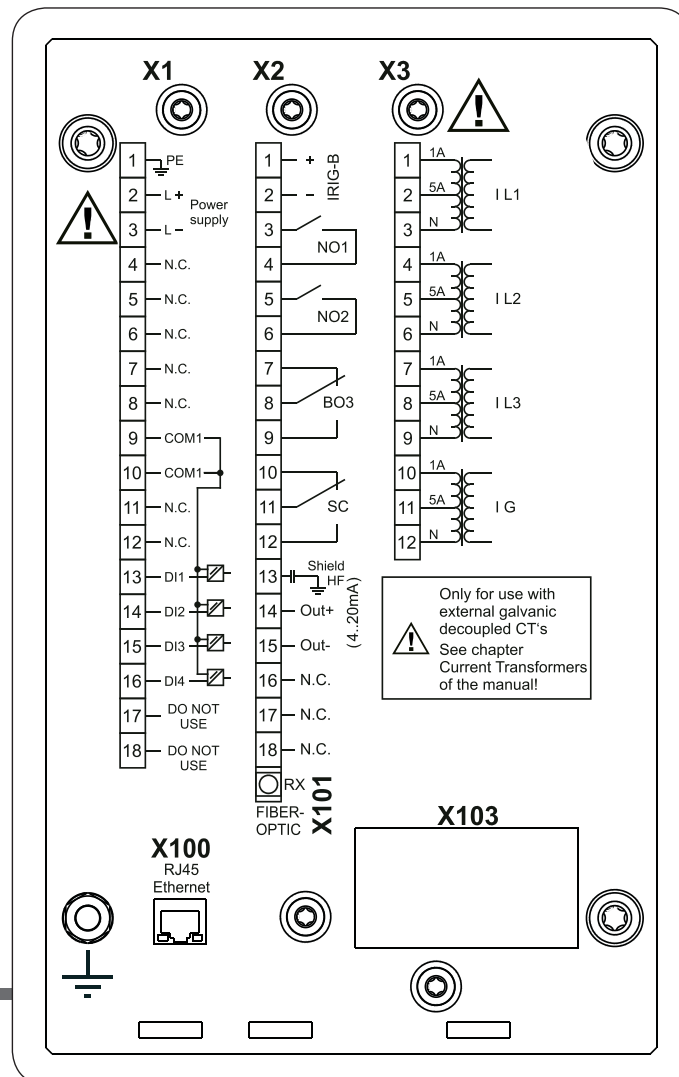 X1
1 PE
2 L+
Power
supply
3 L-
4 N.C.
5 N.C.
6 N.C.
7 N.C.
8 N.C.
9 COM1
10 COM1
11 N.C.
12 N.C.
13 DI1
14 DI2
15 DI3
16 DI4
17 DO NOT
USE
18 DO NOT
USE
X2
1 +
IRIG-B
2 -
3
NO1
4
5
NO2
6
7
8 BO3
9
10
11 SC
12
13 Shield
HF
14 Out+
(4..20mA)
15 Out-
16 N.C.
17 N.C.
18 N.C.
RX
FIBER-
OPTIC
X101
X3
!
1 1A
2 5A I L1
3 N
4 1A
5 5A I L2
6 N
7 1A
8 5A I L3
9 N
10 1A
11 5A I G
12 N
!
!
Only for use with
external galvanic
decoupled CT‘s
See chapter
Current Transformers
of the manual!
X100
RJ45
Ethernet
X103